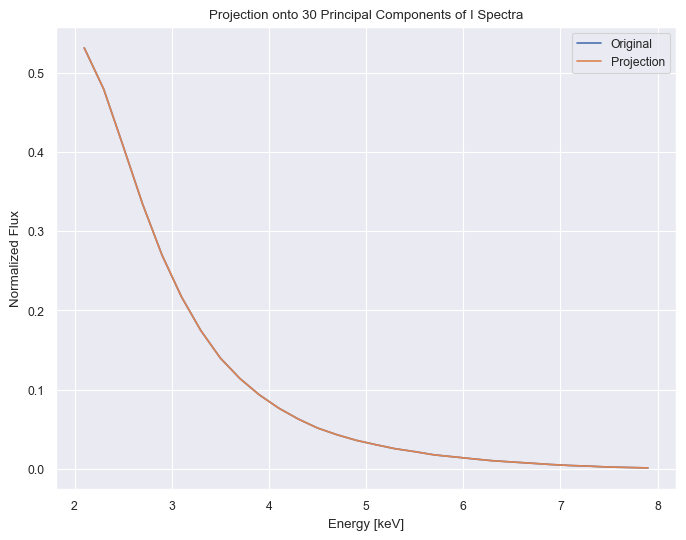 Projection onto 30 Principal Components of I Spectra
Original
Projection
Normalized Flux
0.5
0.4
0.3
0.2
0.1
0.0
2 3 4 5 6 7 8
Energy [keV]